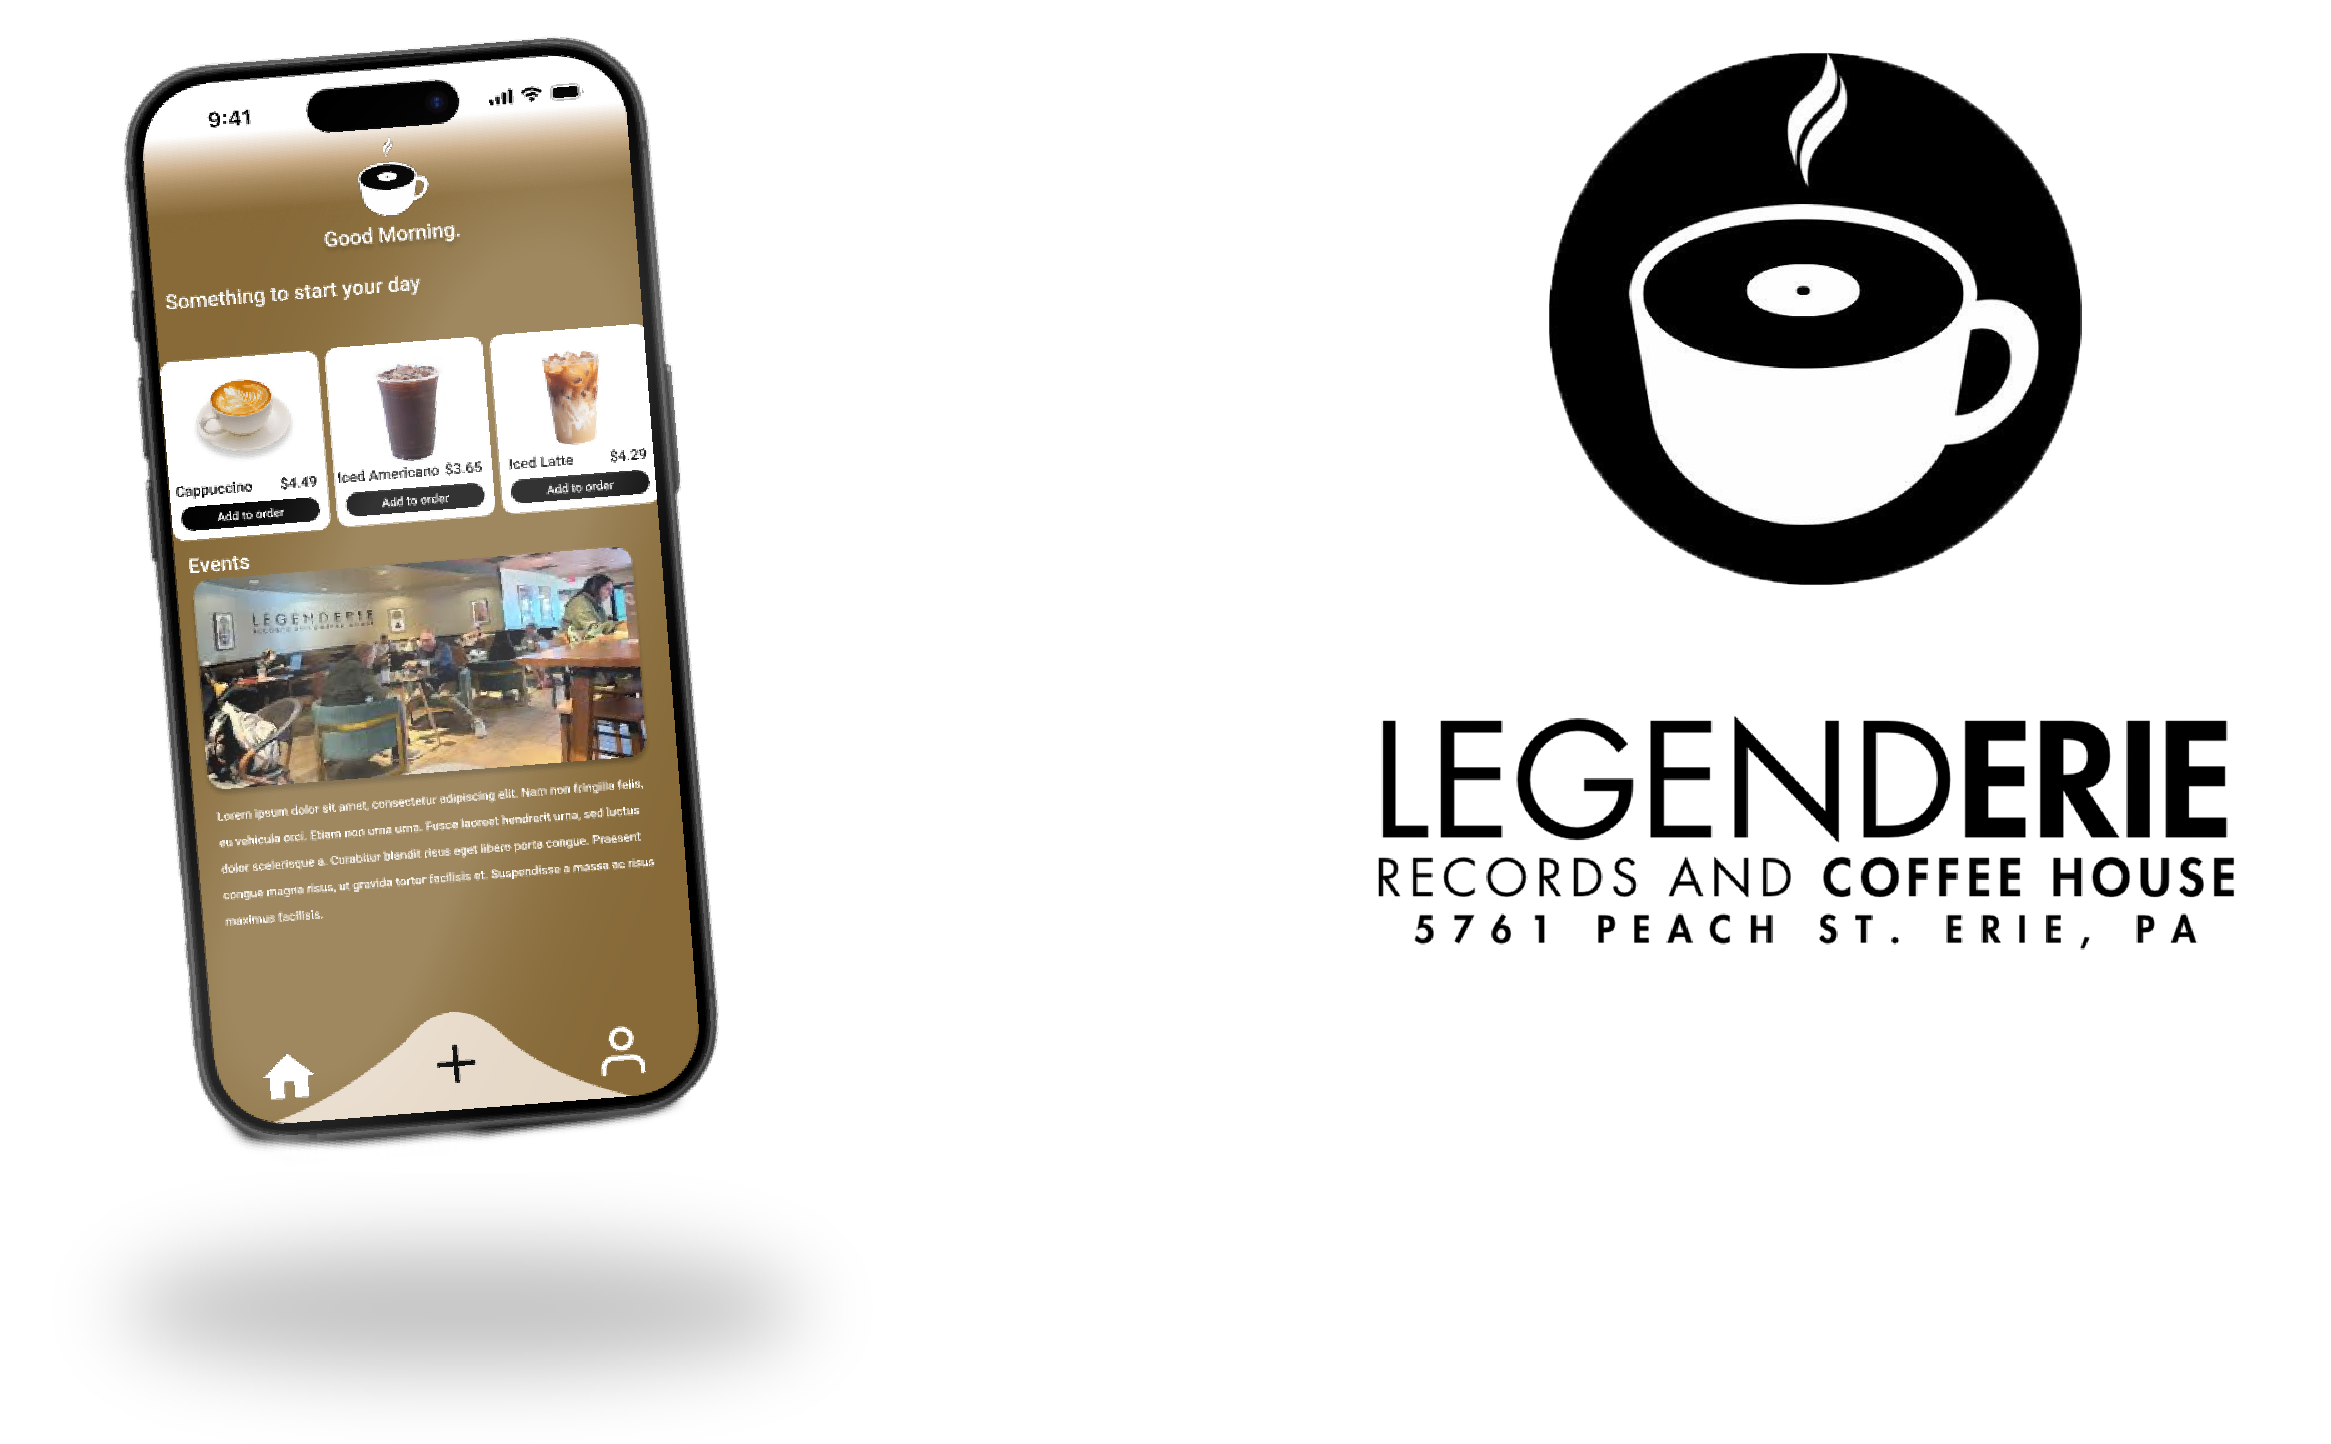 9:41
Good Morning.
Something to start your day
Cappuccino $4.49
Add to order
Iced Americano $3.65
Add to order
Iced Latte $4.29
Add to order
Events
LEGENDERIE
RECORDS AND COFFEE HOUSE
Lorem ipsum dolor sit amet, consectetur adipiscing elit. Nam non fringilla felis,
eu vehicula orci. Etiam non urna urna. Fusce laoreet hendrerit urna, sed luctus
dolor scelerisque a. Curabitur blandit risus eget libero porta congue. Praesent
congue magna risus, ut gravida tortor facilisis et. Suspendisse a massa ac risus
maximus facilisis.
LEGENDERIE
RECORDS AND COFFEE HOUSE
5761 PEACH ST. ERIE, PA